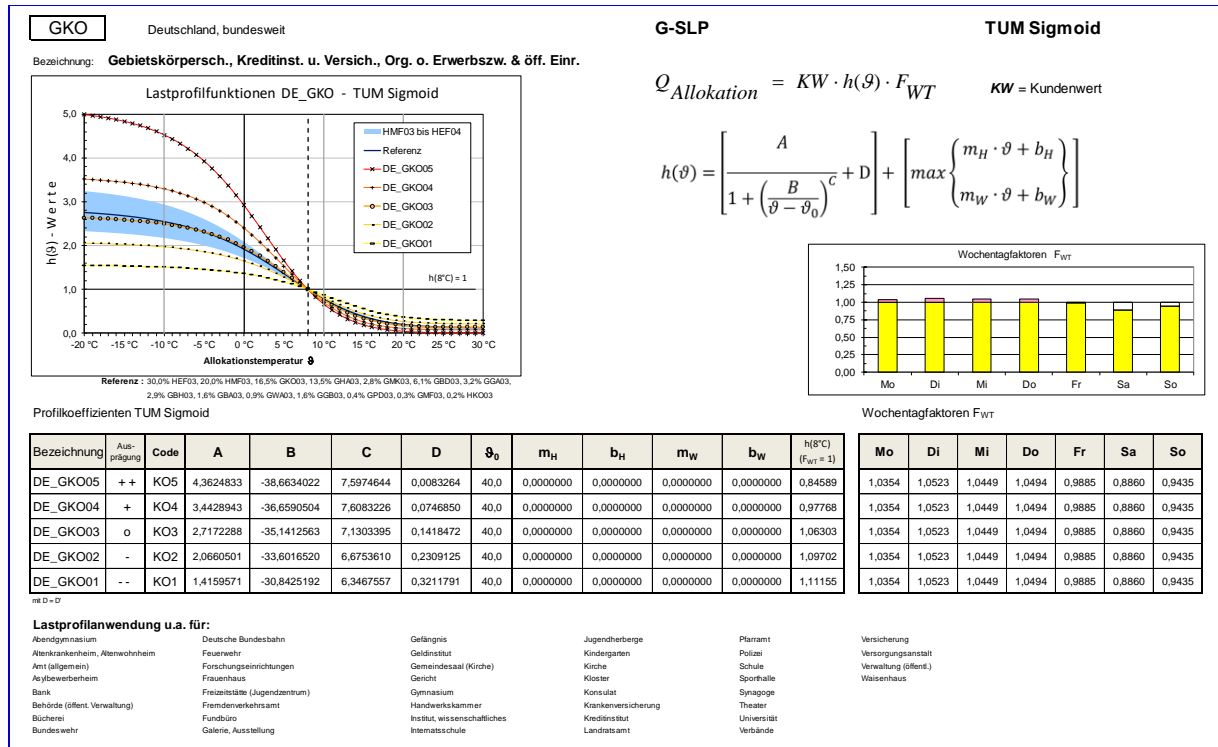 GKO Deutschland, bundesweit G-SLP TUM Sigmoid
Bezeichnung: Gebietskörpersch., Kreditinst. u. Versich., Org. o. Erwerbszw. & öff. Einr.
Q_Allokation = KW · h(ϑ) · F_WT KW = Kundenwert
h(ϑ) = [A / (1 + (B / (ϑ − ϑ₀))^C) + D] + [max {m_H · ϑ + b_H; m_W · ϑ + b_W}]
Lastprofilfunktionen DE_GKO - TUM Sigmoid
h(ϑ) - Werte
5,0
4,0
3,0
2,0
1,0
0,0
HMF03 bis HEF04
Referenz
DE_GKO05
DE_GKO04
DE_GKO03
DE_GKO02
DE_GKO01
h(8°C) = 1
-20 °C -15 °C -10 °C -5 °C 0 °C 5 °C 10 °C 15 °C 20 °C 25 °C 30 °C
Allokationstemperatur ϑ
Referenz : 30,0% HEF03, 20,0% HMF03, 16,5% GKO03, 13,5% GHA03, 2,8% GMK03, 6,1% GBD03, 3,2% GGA03,
2,9% GBH03, 1,6% GBA03, 0,9% GWA03, 1,6% GGB03, 0,4% GPD03, 0,3% GMF03, 0,2% HKO03
Wochentagfaktoren F_WT
1,50
1,25
1,00
0,75
0,50
0,25
0,00
Mo Di Mi Do Fr Sa So
Profilkoeffizienten TUM Sigmoid
Bezeichnung Aus-prägung Code A B C D ϑ₀ m_H b_H m_W b_W h(8°C) (F_WT = 1)
DE_GKO05 + + KO5 4,3624833 -38,6634022 7,5974644 0,0083264 40,0 0,0000000 0,0000000 0,0000000 0,0000000 0,84589
DE_GKO04 + KO4 3,4428943 -36,6590504 7,6083226 0,0746850 40,0 0,0000000 0,0000000 0,0000000 0,0000000 0,97768
DE_GKO03 o KO3 2,7172288 -35,1412563 7,1303395 0,1418472 40,0 0,0000000 0,0000000 0,0000000 0,0000000 1,06303
DE_GKO02 - KO2 2,0660501 -33,6016520 6,6753610 0,2309125 40,0 0,0000000 0,0000000 0,0000000 0,0000000 1,09702
DE_GKO01 - - KO1 1,4159571 -30,8425192 6,3467557 0,3211791 40,0 0,0000000 0,0000000 0,0000000 0,0000000 1,11155
mit D = D'
Wochentagfaktoren F_WT
Mo Di Mi Do Fr Sa So
1,0354 1,0523 1,0449 1,0494 0,9885 0,8860 0,9435
1,0354 1,0523 1,0449 1,0494 0,9885 0,8860 0,9435
1,0354 1,0523 1,0449 1,0494 0,9885 0,8860 0,9435
1,0354 1,0523 1,0449 1,0494 0,9885 0,8860 0,9435
1,0354 1,0523 1,0449 1,0494 0,9885 0,8860 0,9435
Lastprofilanwendung u.a. für:
Abendgymnasium
Altenkrankenheim, Altenwohnheim
Amt (allgemein)
Asylbewerberheim
Bank
Behörde (öffent. Verwaltung)
Bücherei
Bundeswehr
Deutsche Bundesbahn
Feuerwehr
Forschungseinrichtungen
Frauenhaus
Freizeitstätte (Jugendzentrum)
Fremdenverkehrsamt
Fundbüro
Galerie, Ausstellung
Gefängnis
Geldinstitut
Gemeindesaal (Kirche)
Gericht
Gymnasium
Handwerkskammer
Institut, wissenschaftliches
Internatsschule
Jugendherberge
Kindergarten
Kirche
Kloster
Konsulat
Krankenversicherung
Kreditinstitut
Landratsamt
Pfarramt
Polizei
Schule
Sporthalle
Synagoge
Theater
Universität
Verbände
Versicherung
Versorgungsanstalt
Verwaltung (öffentl.)
Waisenhaus